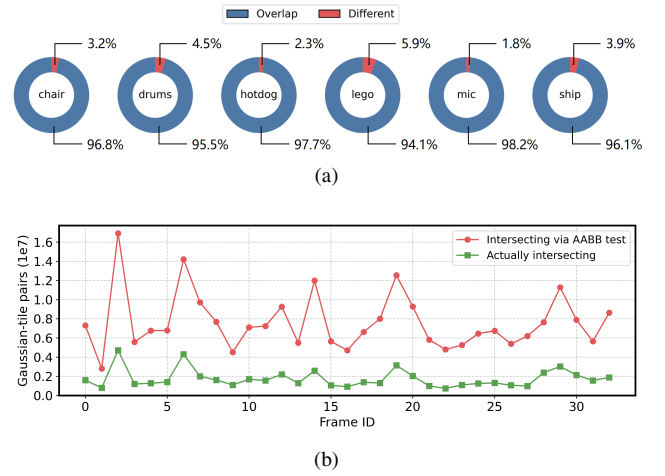 Overlap Different
3.2% 4.5% 2.3% 5.9% 1.8% 3.9%
chair drums hotdog lego mic ship
96.8% 95.5% 97.7% 94.1% 98.2% 96.1%
(a)
Gaussian-tile pairs (1e7)
1.6
1.4
1.2
1.0
0.8
0.6
0.4
0.2
0.0
Intersecting via AABB test
Actually intersecting
0 5 10 15 20 25 30
Frame ID
(b)